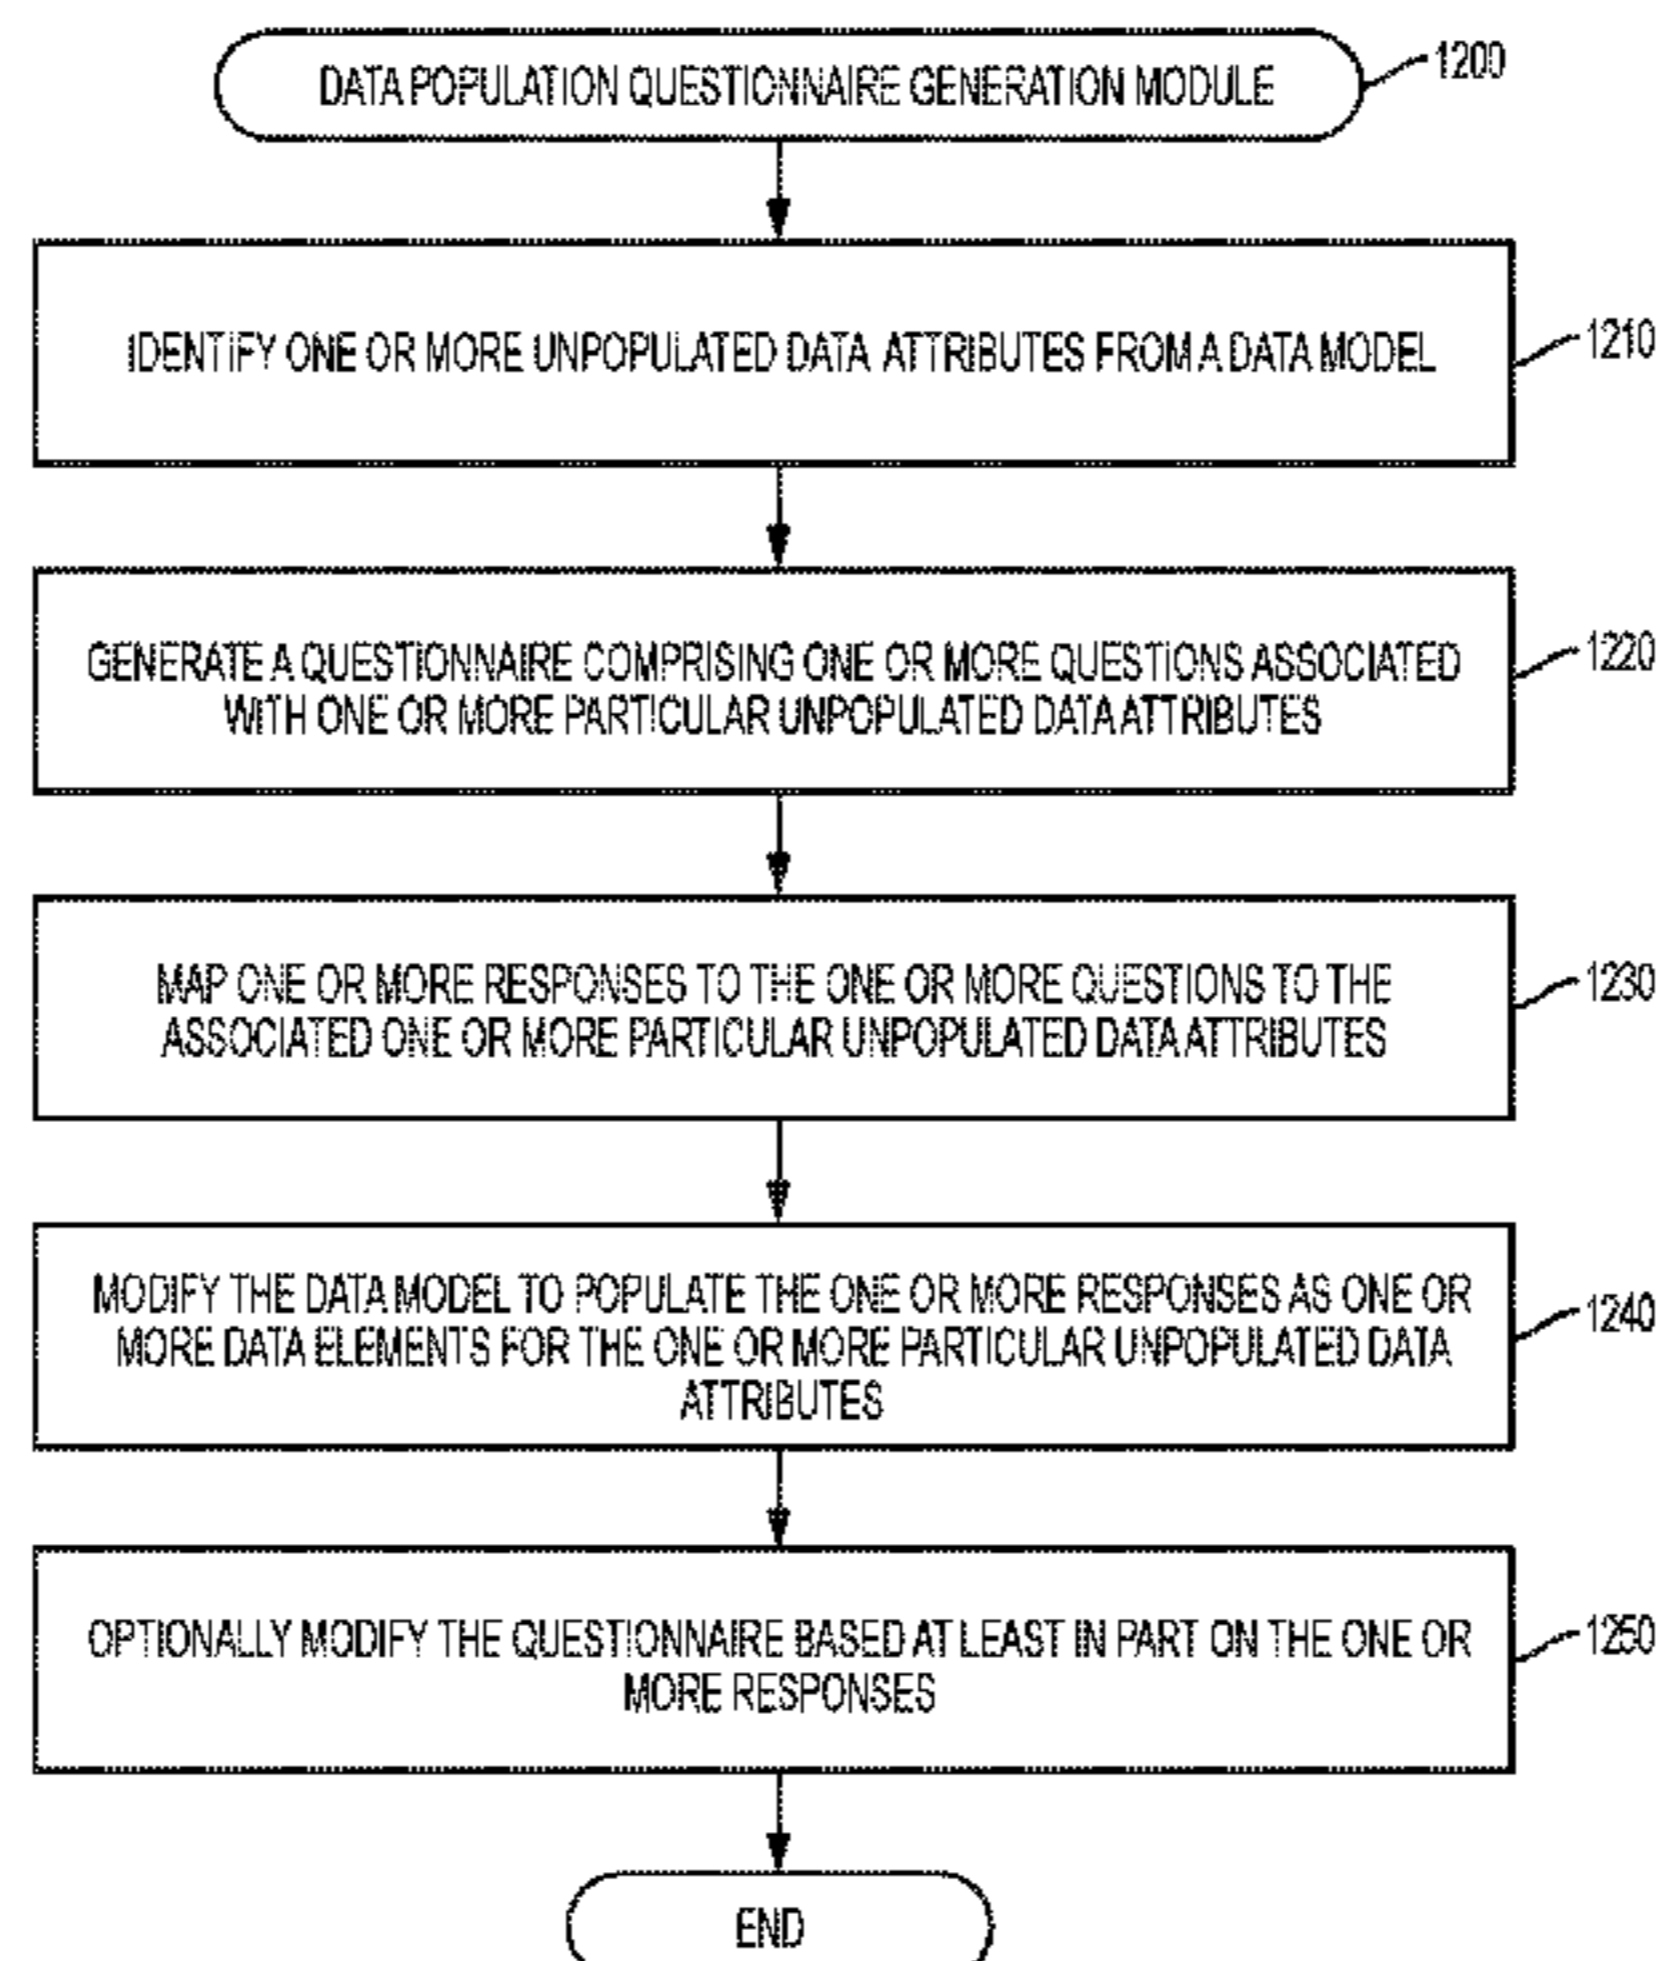 DATA POPULATION QUESTIONNAIRE GENERATION MODULE
1200
IDENTIFY ONE OR MORE UNPOPULATED DATA ATTRIBUTES FROM A DATA MODEL
1210
GENERATE A QUESTIONNAIRE COMPRISING ONE OR MORE QUESTIONS ASSOCIATED
WITH ONE OR MORE PARTICULAR UNPOPULATED DATA ATTRIBUTES
1220
MAP ONE OR MORE RESPONSES TO THE ONE OR MORE QUESTIONS TO THE
ASSOCIATED ONE OR MORE PARTICULAR UNPOPULATED DATA ATTRIBUTES
1230
MODIFY THE DATA MODEL TO POPULATE THE ONE OR MORE RESPONSES AS ONE OR
MORE DATA ELEMENTS FOR THE ONE OR MORE PARTICULAR UNPOPULATED DATA
ATTRIBUTES
1240
OPTIONALLY MODIFY THE QUESTIONNAIRE BASED AT LEAST IN PART ON THE ONE OR
MORE RESPONSES
1250
END